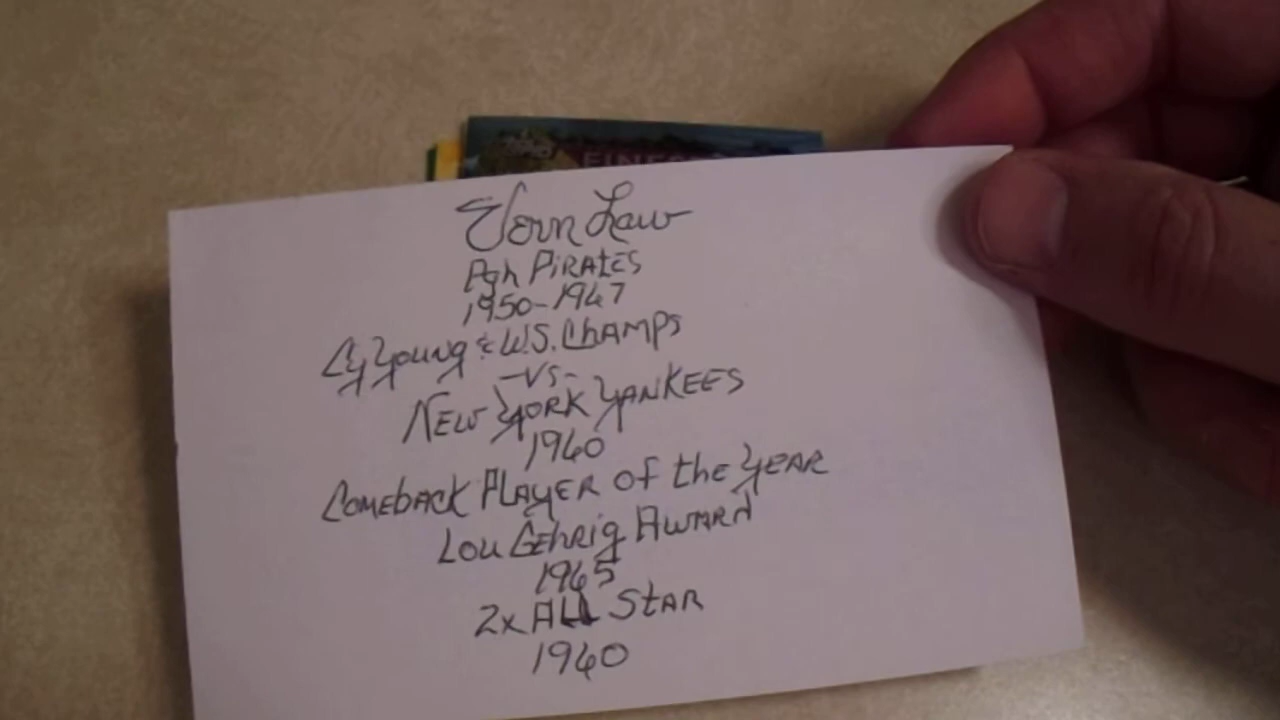 FINES
Vern Law
Pgh PIRATES
1950-1967
Cy Young & W.S. ChAMPS
-VS-
NEW YORK YANKEES
1960
COMEBACK PLAYER OF the YEAR
LOU GEHRIG AWARD
1965
2x ALL STAR
1960